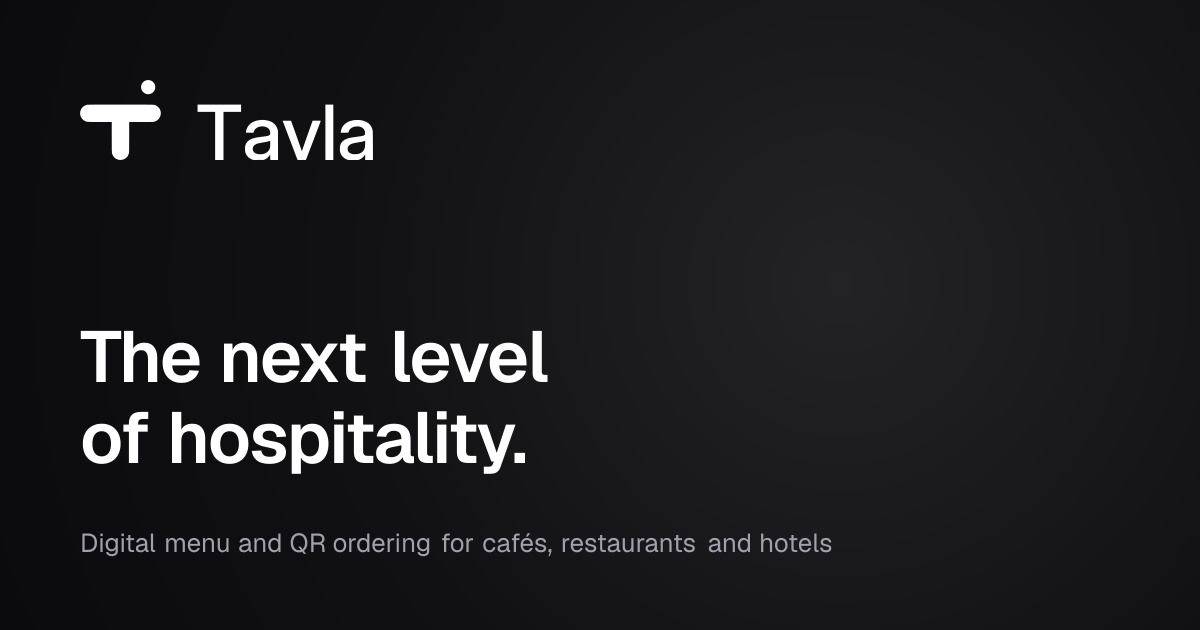 Tavla
The next level
of hospitality.
Digital menu and QR ordering for cafés, restaurants and hotels